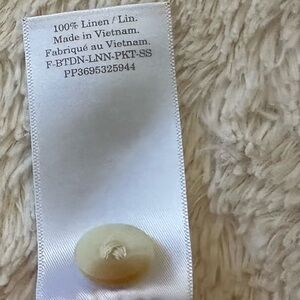 100% Linen / Lin.
Made in Vietnam.
Fabriqué au Vietnam.
F-BTDN-LNN-PKT-SS
PP3695325944